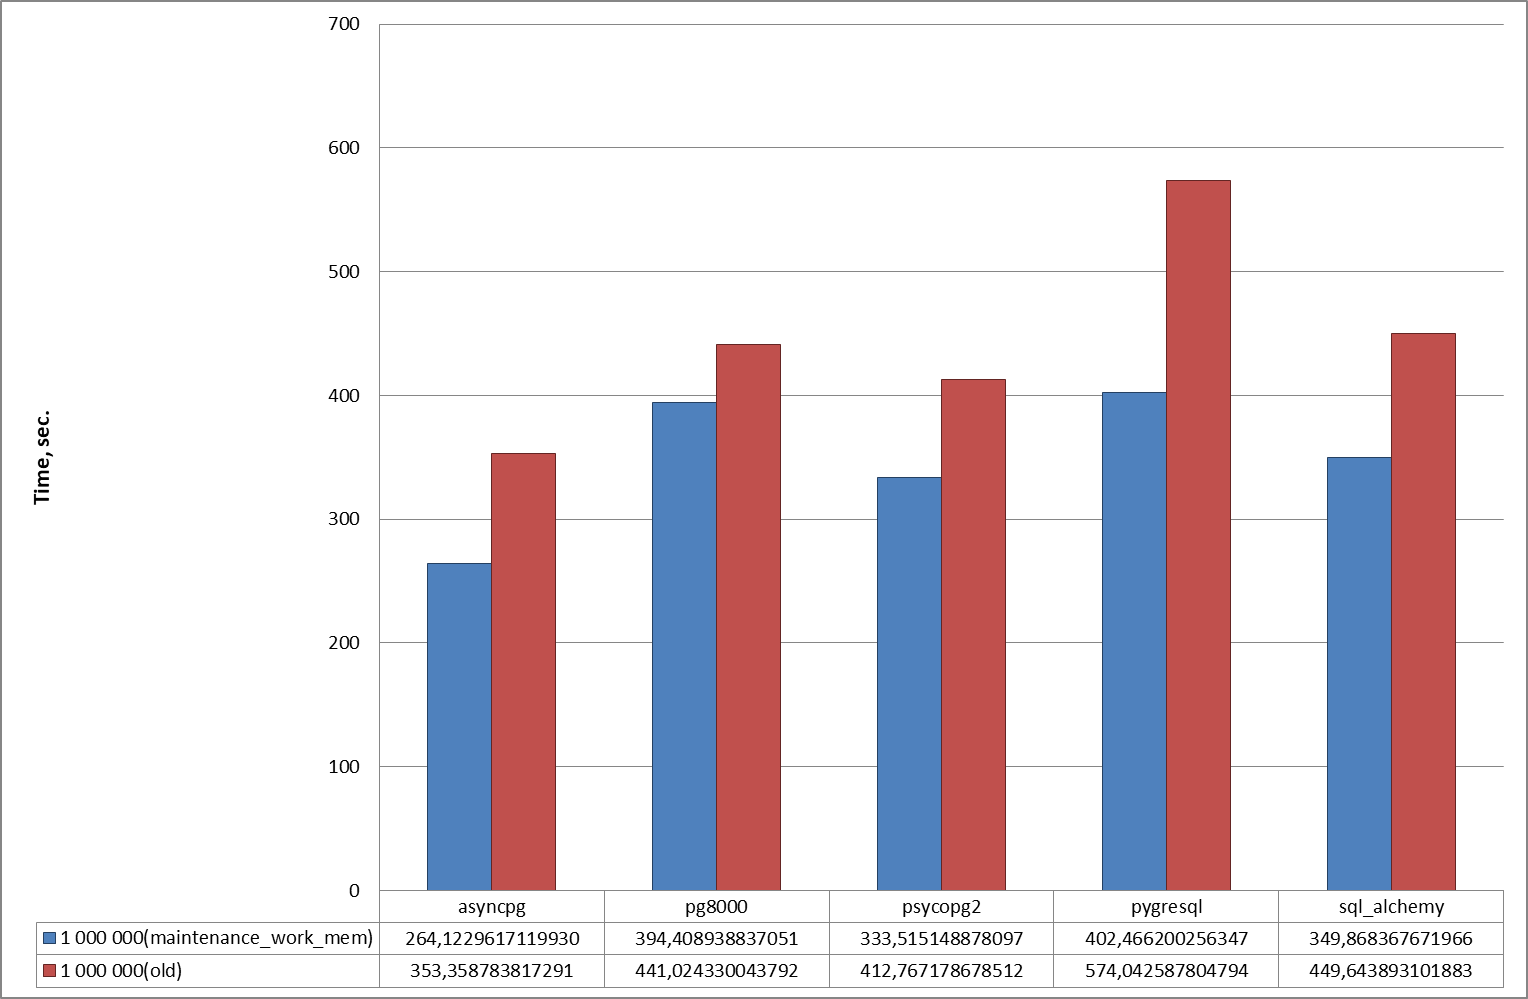 700
600
500
400
300
200
100
0
Time, sec.
asyncpg pg8000 psycopg2 pygresql sql_alchemy
1 000 000(maintenance_work_mem) 264,1229617119930 394,408938837051 333,515148878097 402,466200256347 349,868367671966
1 000 000(old) 353,358783817291 441,024330043792 412,767178678512 574,042587804794 449,643893101883